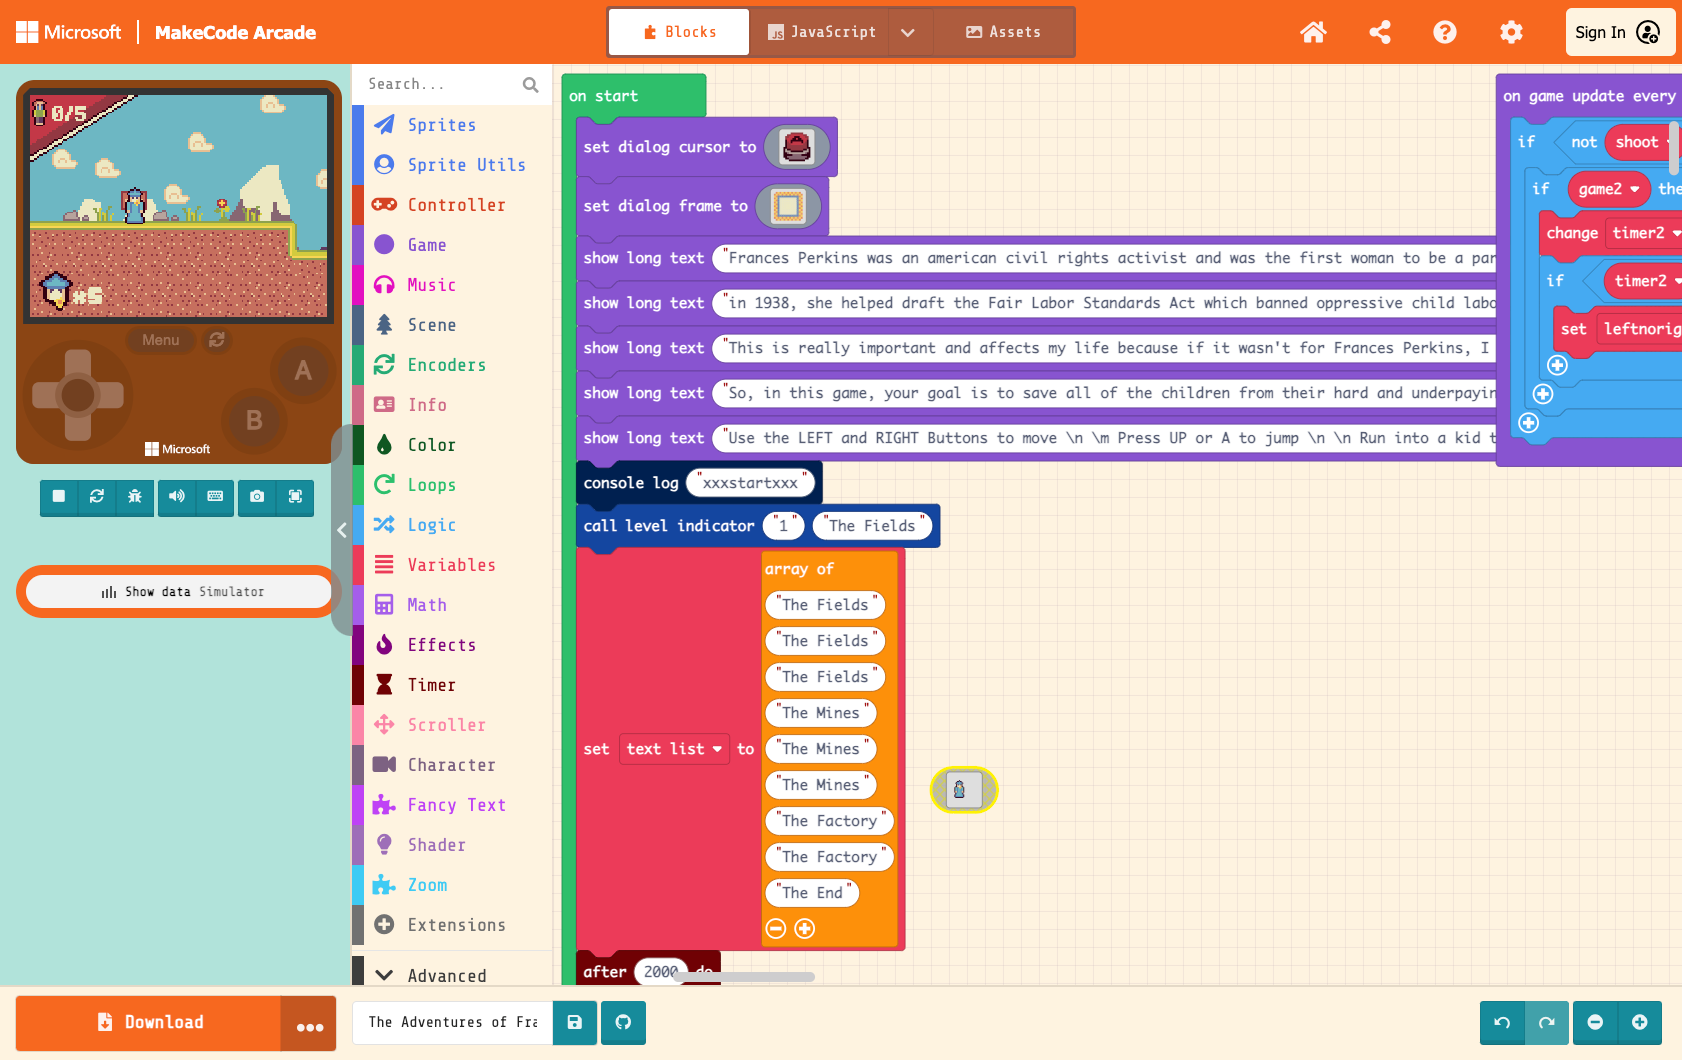 Microsoft | MakeCode Arcade
Blocks
JavaScript
Assets
Sign In
0/5
×5
Menu
A
B
Microsoft
Show data Simulator
Search...
Sprites
Sprite Utils
Controller
Game
Music
Scene
Encoders
Info
Color
Loops
Logic
Variables
Math
Effects
Timer
Scroller
Character
Fancy Text
Shader
Zoom
Extensions
Advanced
on start
set dialog cursor to
set dialog frame to
show long text "Frances Perkins was an american civil rights activist and was the first woman to be a par
show long text "in 1938, she helped draft the Fair Labor Standards Act which banned oppressive child labo
show long text "This is really important and affects my life because if it wasn't for Frances Perkins, I
show long text "So, in this game, your goal is to save all of the children from their hard and underpayin
show long text "Use the LEFT and RIGHT Buttons to move \n \m Press UP or A to jump \n \n Run into a kid t
console log "xxxstartxxx"
call level indicator "1" "The Fields"
set text list to
array of
"The Fields"
"The Fields"
"The Fields"
"The Mines"
"The Mines"
"The Mines"
"The Factory"
"The Factory"
"The End"
after 2000 do
on game update every
if not shoot
if game2 the
change timer2
if timer2
set leftnorig
Download
The Adventures of Fra